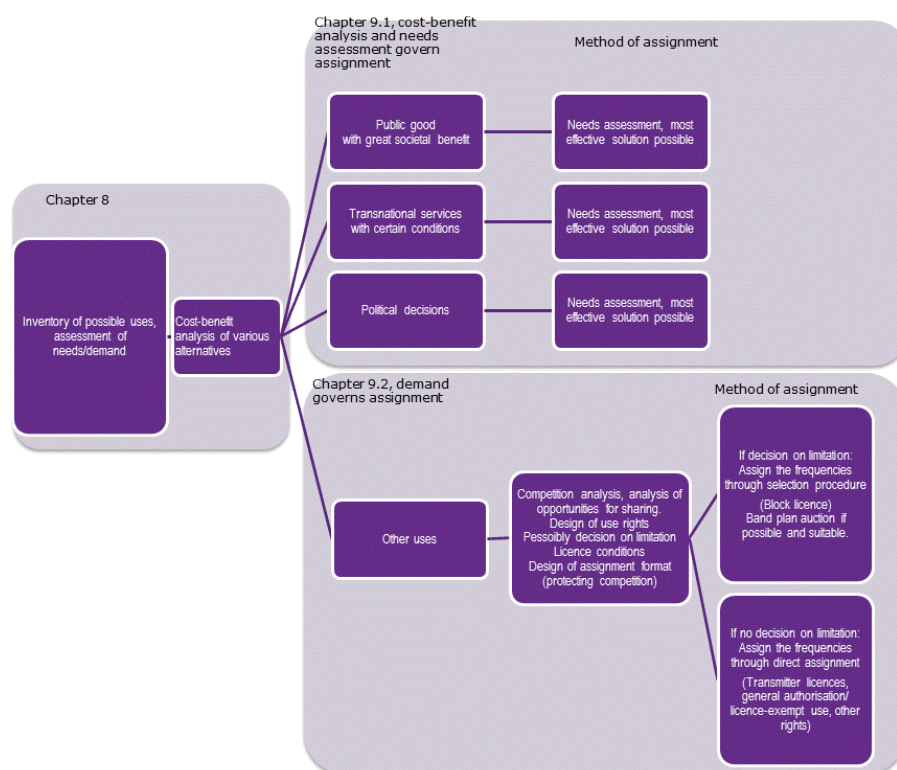 Chapter 9.1, cost-benefit
analysis and needs
assessment govern
assignment
Method of assignment
Public good
with great societal benefit
Needs assessment, most
effective solution possible
Chapter 8
Transnational services
with certain conditions
Needs assessment, most
effective solution possible
Inventory of possible uses,
assessment of
needs/demand
Cost-benefit
analysis of various
alternatives
Political decisions
Needs assessment, most
effective solution possible
Chapter 9.2, demand
governs assignment
Method of assignment
Other uses
Competition analysis, analysis of
opportunities for sharing.
Design of use rights
Pessoibly decision on limitation
Licence conditions
Design of assignment format
(protecting competition)
If decision on limitation:
Assign the frequencies
through selection procedure
(Block licence)
Band plan auction if
possible and suitable.
If no decision on limitation:
Assign the frequencies
through direct assignment
(Transmitter licences,
general authorisation/
licence-exempt use, other
rights)